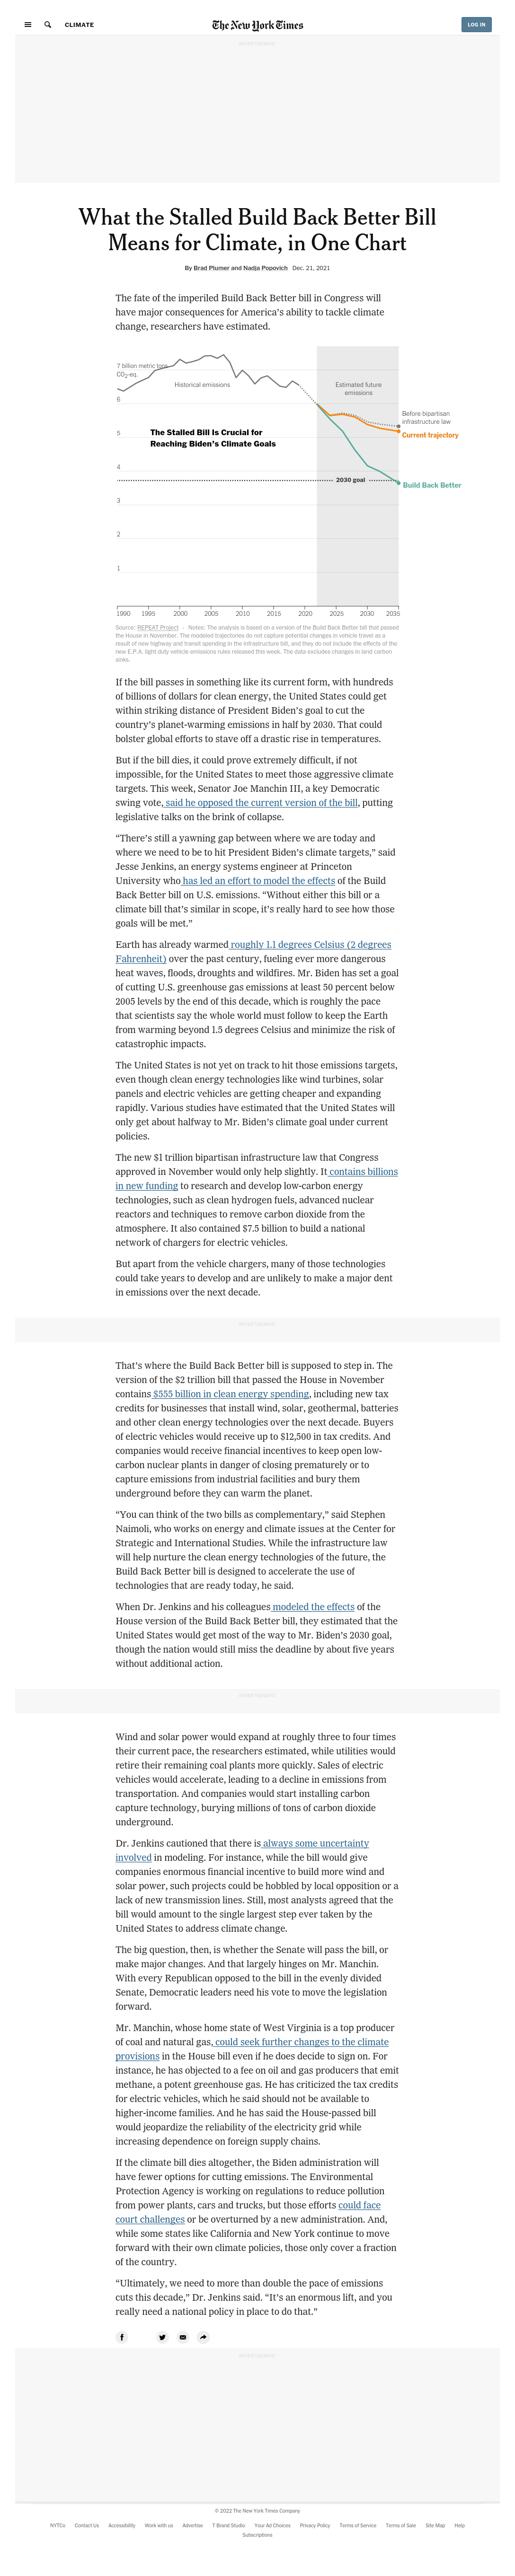 CLIMATE
The New York Times
LOG IN
ADVERTISEMENT
What the Stalled Build Back Better Bill
Means for Climate, in One Chart
By Brad Plumer and Nadja Popovich Dec. 21, 2021
The fate of the imperiled Build Back Better bill in Congress will
have major consequences for America’s ability to tackle climate
change, researchers have estimated.
7 billion metric tons
CO2-eq.
Historical emissions
Estimated future
emissions
6
Before bipartisan
infrastructure law
5
The Stalled Bill Is Crucial for
Reaching Biden’s Climate Goals
Current trajectory
4
2030 goal
Build Back Better
3
2
1
1990 1995 2000 2005 2010 2015 2020 2025 2030 2035
Source: REPEAT Project · Notes: The analysis is based on a version of the Build Back Better bill that passed
the House in November. The modeled trajectories do not capture potential changes in vehicle travel as a
result of new highway and transit spending in the infrastructure bill, and they do not include the effects of the
new E.P.A. light duty vehicle emissions rules released this week. The data excludes changes in land carbon
sinks.
If the bill passes in something like its current form, with hundreds
of billions of dollars for clean energy, the United States could get
within striking distance of President Biden’s goal to cut the
country’s planet-warming emissions in half by 2030. That could
bolster global efforts to stave off a drastic rise in temperatures.
But if the bill dies, it could prove extremely difficult, if not
impossible, for the United States to meet those aggressive climate
targets. This week, Senator Joe Manchin III, a key Democratic
swing vote, said he opposed the current version of the bill, putting
legislative talks on the brink of collapse.
“There’s still a yawning gap between where we are today and
where we need to be to hit President Biden’s climate targets,” said
Jesse Jenkins, an energy systems engineer at Princeton
University who has led an effort to model the effects of the Build
Back Better bill on U.S. emissions. “Without either this bill or a
climate bill that’s similar in scope, it’s really hard to see how those
goals will be met.”
Earth has already warmed roughly 1.1 degrees Celsius (2 degrees
Fahrenheit) over the past century, fueling ever more dangerous
heat waves, floods, droughts and wildfires. Mr. Biden has set a goal
of cutting U.S. greenhouse gas emissions at least 50 percent below
2005 levels by the end of this decade, which is roughly the pace
that scientists say the whole world must follow to keep the Earth
from warming beyond 1.5 degrees Celsius and minimize the risk of
catastrophic impacts.
The United States is not yet on track to hit those emissions targets,
even though clean energy technologies like wind turbines, solar
panels and electric vehicles are getting cheaper and expanding
rapidly. Various studies have estimated that the United States will
only get about halfway to Mr. Biden’s climate goal under current
policies.
The new $1 trillion bipartisan infrastructure law that Congress
approved in November would only help slightly. It contains billions
in new funding to research and develop low-carbon energy
technologies, such as clean hydrogen fuels, advanced nuclear
reactors and techniques to remove carbon dioxide from the
atmosphere. It also contained $7.5 billion to build a national
network of chargers for electric vehicles.
But apart from the vehicle chargers, many of those technologies
could take years to develop and are unlikely to make a major dent
in emissions over the next decade.
ADVERTISEMENT
That’s where the Build Back Better bill is supposed to step in. The
version of the $2 trillion bill that passed the House in November
contains $555 billion in clean energy spending, including new tax
credits for businesses that install wind, solar, geothermal, batteries
and other clean energy technologies over the next decade. Buyers
of electric vehicles would receive up to $12,500 in tax credits. And
companies would receive financial incentives to keep open low-
carbon nuclear plants in danger of closing prematurely or to
capture emissions from industrial facilities and bury them
underground before they can warm the planet.
“You can think of the two bills as complementary,” said Stephen
Naimoli, who works on energy and climate issues at the Center for
Strategic and International Studies. While the infrastructure law
will help nurture the clean energy technologies of the future, the
Build Back Better bill is designed to accelerate the use of
technologies that are ready today, he said.
When Dr. Jenkins and his colleagues modeled the effects of the
House version of the Build Back Better bill, they estimated that the
United States would get most of the way to Mr. Biden’s 2030 goal,
though the nation would still miss the deadline by about five years
without additional action.
ADVERTISEMENT
Wind and solar power would expand at roughly three to four times
their current pace, the researchers estimated, while utilities would
retire their remaining coal plants more quickly. Sales of electric
vehicles would accelerate, leading to a decline in emissions from
transportation. And companies would start installing carbon
capture technology, burying millions of tons of carbon dioxide
underground.
Dr. Jenkins cautioned that there is always some uncertainty
involved in modeling. For instance, while the bill would give
companies enormous financial incentive to build more wind and
solar power, such projects could be hobbled by local opposition or a
lack of new transmission lines. Still, most analysts agreed that the
bill would amount to the single largest step ever taken by the
United States to address climate change.
The big question, then, is whether the Senate will pass the bill, or
make major changes. And that largely hinges on Mr. Manchin.
With every Republican opposed to the bill in the evenly divided
Senate, Democratic leaders need his vote to move the legislation
forward.
Mr. Manchin, whose home state of West Virginia is a top producer
of coal and natural gas, could seek further changes to the climate
provisions in the House bill even if he does decide to sign on. For
instance, he has objected to a fee on oil and gas producers that emit
methane, a potent greenhouse gas. He has criticized the tax credits
for electric vehicles, which he said should not be available to
higher-income families. And he has said the House-passed bill
would jeopardize the reliability of the electricity grid while
increasing dependence on foreign supply chains.
If the climate bill dies altogether, the Biden administration will
have fewer options for cutting emissions. The Environmental
Protection Agency is working on regulations to reduce pollution
from power plants, cars and trucks, but those efforts could face
court challenges or be overturned by a new administration. And,
while some states like California and New York continue to move
forward with their own climate policies, those only cover a fraction
of the country.
“Ultimately, we need to more than double the pace of emissions
cuts this decade,” Dr. Jenkins said. “It’s an enormous lift, and you
really need a national policy in place to do that.”
ADVERTISEMENT
© 2022 The New York Times Company
NYTCo Contact Us Accessibility Work with us Advertise T Brand Studio Your Ad Choices Privacy Policy Terms of Service Terms of Sale Site Map Help
Subscriptions